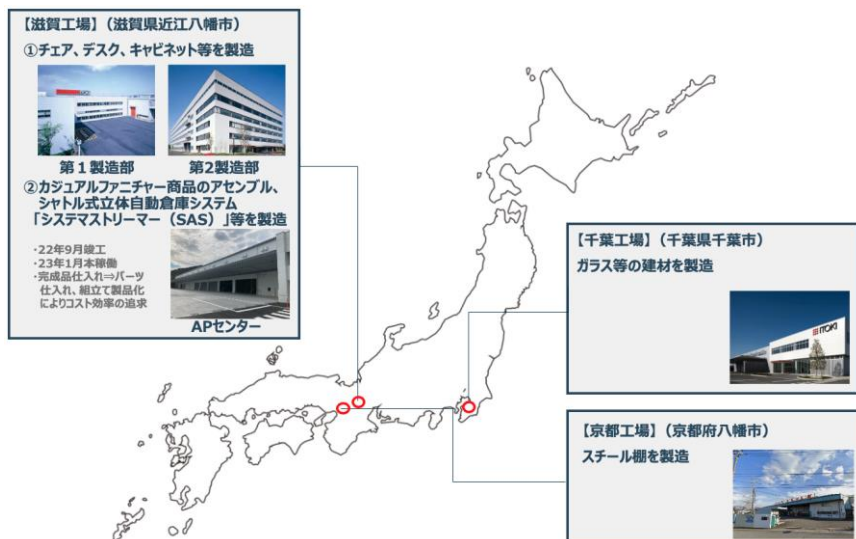 【滋賀工場】（滋賀県近江八幡市）
①チェア、デスク、キャビネット等を製造
第１製造部
第2製造部
②カジュアルファニチャー商品のアセンブル、
シャトル式立体自動倉庫システム
「システマストリーマー（SAS）」等を製造
・22年9月竣工
・23年1月本稼働
・完成品仕入れ⇒パーツ
仕入れ、組立て製品化
によりコスト効率の追求
APセンター
【千葉工場】（千葉県千葉市）
ガラス等の建材を製造
ITOKI
【京都工場】（京都府八幡市）
スチール棚を製造